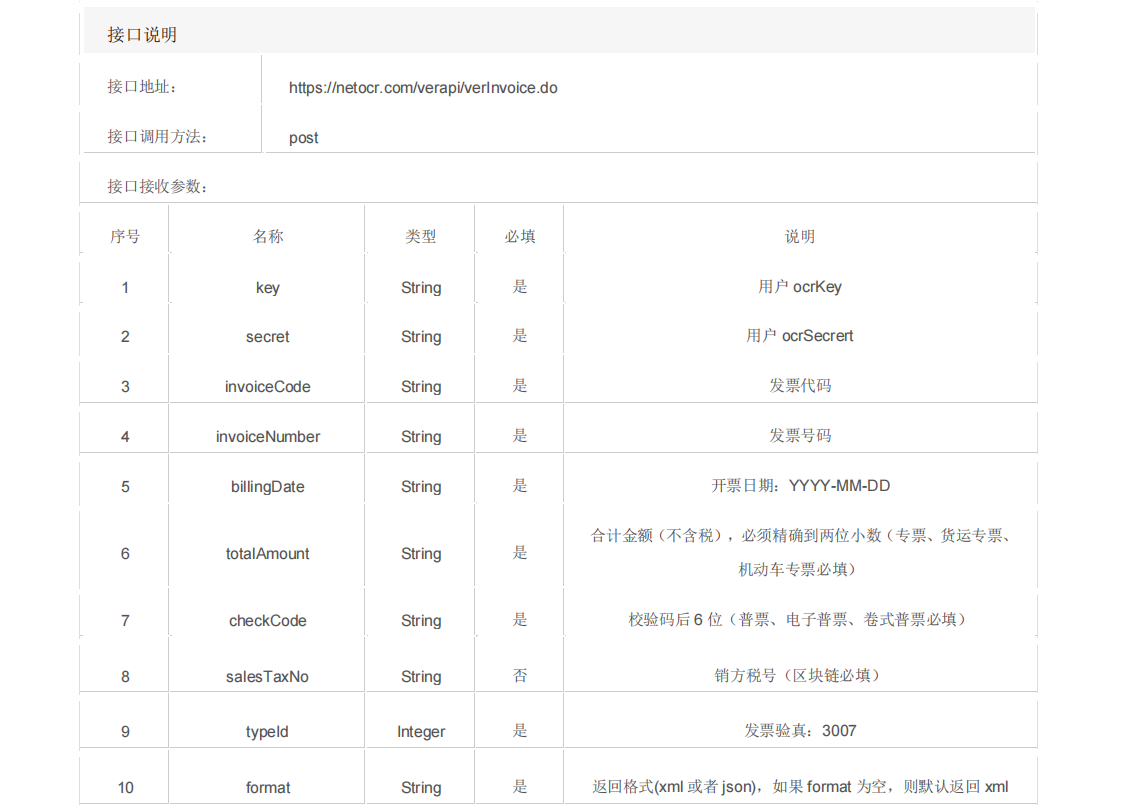 接口说明
接口地址： https://netocr.com/verapi/verInvoice.do
接口调用方法： post
接口接收参数：
序号 名称 类型 必填 说明
1 key String 是 用户 ocrKey
2 secret String 是 用户 ocrSecrert
3 invoiceCode String 是 发票代码
4 invoiceNumber String 是 发票号码
5 billingDate String 是 开票日期：YYYY-MM-DD
6 totalAmount String 是 合计金额（不含税），必须精确到两位小数（专票、货运专票、
机动车专票必填）
7 checkCode String 是 校验码后 6 位（普票、电子普票、卷式普票必填）
8 salesTaxNo String 否 销方税号（区块链必填）
9 typeId Integer 是 发票验真：3007
10 format String 是 返回格式(xml 或者 json)，如果 format 为空，则默认返回 xml